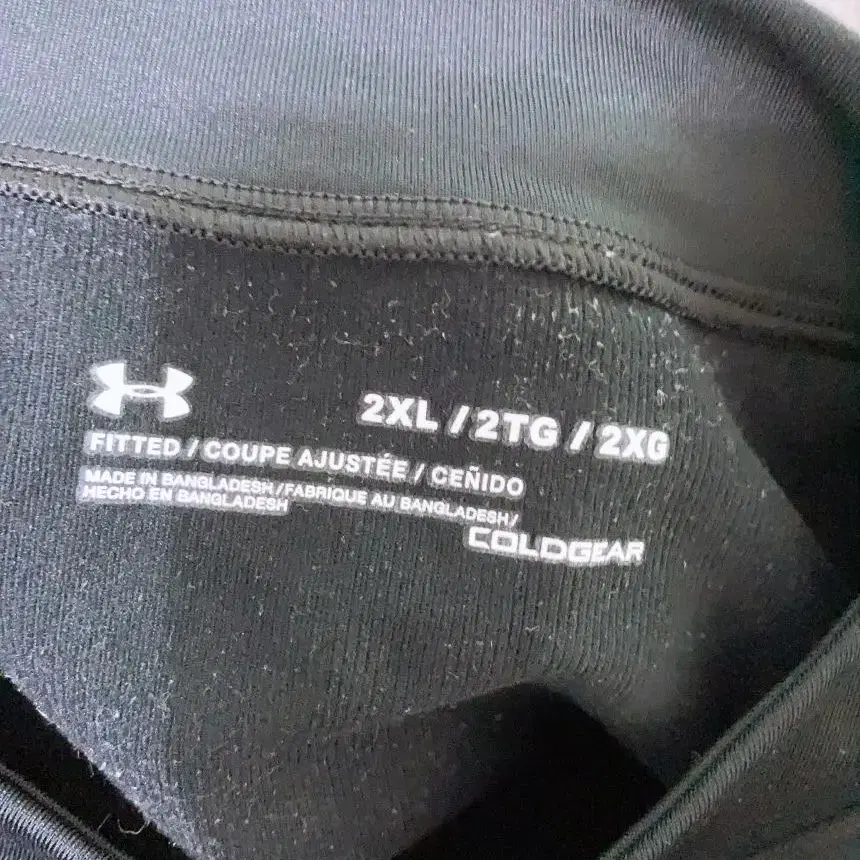 2XL / 2TG / 2XG
FITTED / COUPE AJUSTÉE / CEÑIDO
MADE IN BANGLADESH / FABRIQUE AU BANGLADESH /
HECHO EN BANGLADESH
COLDGEAR